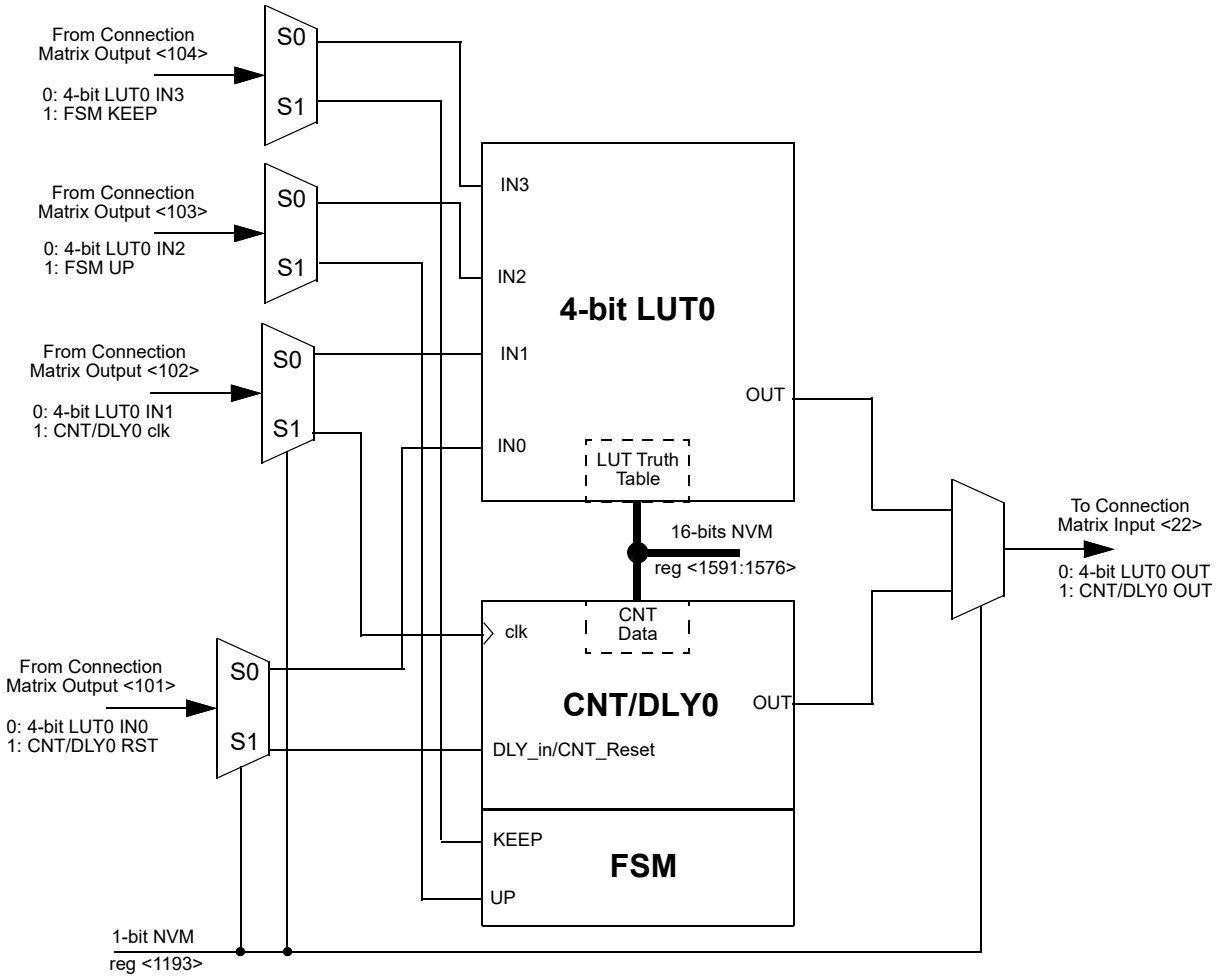 From Connection
Matrix Output <104>
0: 4-bit LUT0 IN3
1: FSM KEEP
S0
S1
From Connection
Matrix Output <103>
0: 4-bit LUT0 IN2
1: FSM UP
S0
S1
From Connection
Matrix Output <102>
0: 4-bit LUT0 IN1
1: CNT/DLY0 clk
S0
S1
From Connection
Matrix Output <101>
0: 4-bit LUT0 IN0
1: CNT/DLY0 RST
S0
S1
IN3
IN2
IN1
IN0
4-bit LUT0
OUT
LUT Truth
Table
16-bits NVM
reg <1591:1576>
CNT
Data
clk
CNT/DLY0
OUT
DLY_in/CNT_Reset
KEEP
FSM
UP
To Connection
Matrix Input <22>
0: 4-bit LUT0 OUT
1: CNT/DLY0 OUT
1-bit NVM
reg <1193>